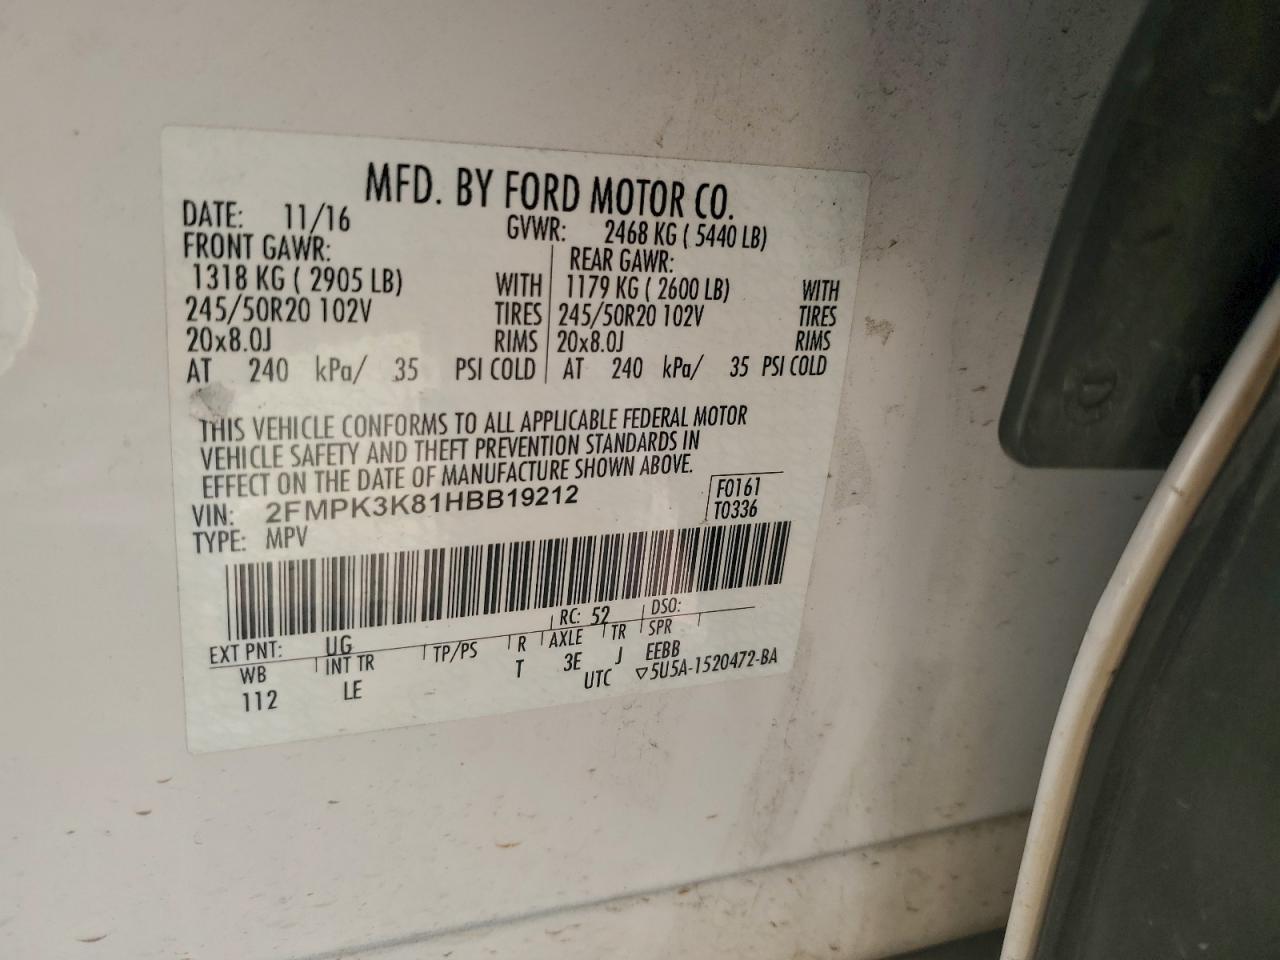 MFD. BY FORD MOTOR CO.
DATE: 11/16 GVWR: 2468 KG ( 5440 LB)
FRONT GAWR: REAR GAWR:
1318 KG ( 2905 LB) WITH 1179 KG ( 2600 LB) WITH
245/50R20 102V TIRES 245/50R20 102V TIRES
20x8.0J RIMS 20x8.0J RIMS
AT 240 kPa/ 35 PSI COLD AT 240 kPa/ 35 PSI COLD
THIS VEHICLE CONFORMS TO ALL APPLICABLE FEDERAL MOTOR
VEHICLE SAFETY AND THEFT PREVENTION STANDARDS IN
EFFECT ON THE DATE OF MANUFACTURE SHOWN ABOVE.
VIN: 2FMPK3K81HBB19212 F0161
TYPE: MPV T0336
EXT PNT: UG RC: 52 DSO:
WB INT TR TP/PS R AXLE TR SPR
112 LE T 3E J EEBB
UTC ▽5U5A-1520472-BA